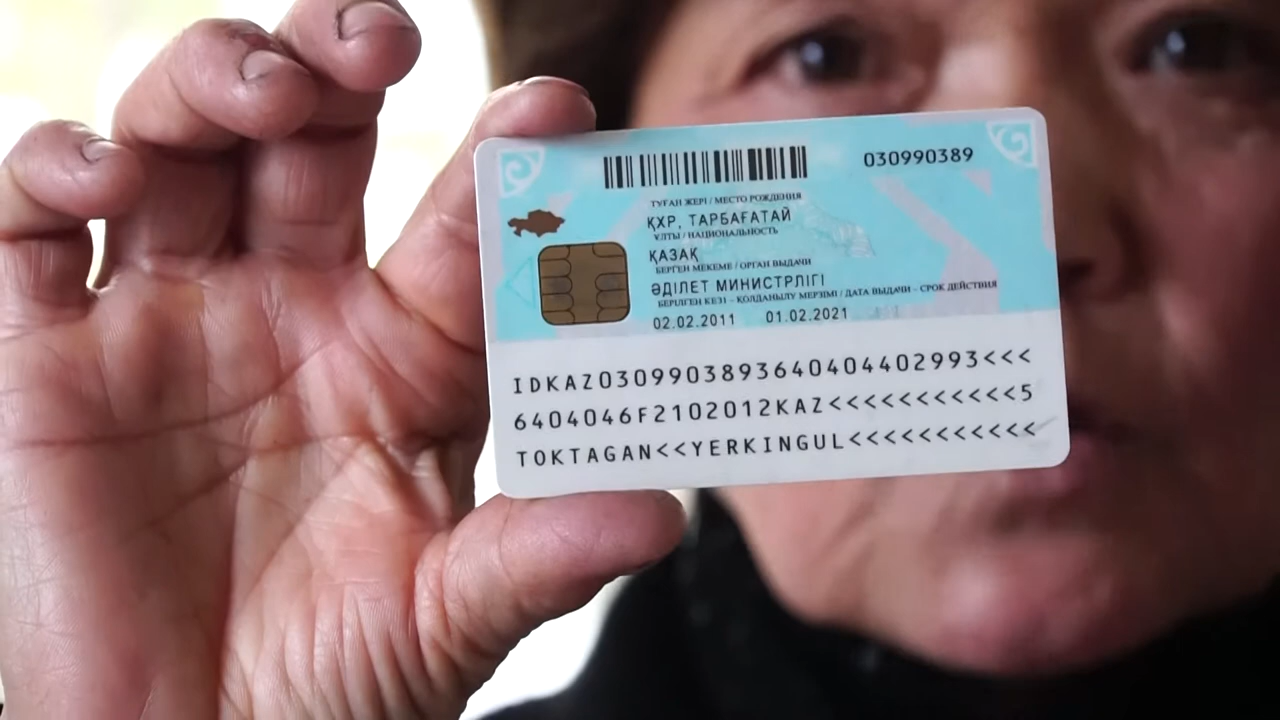 030990389
ТУҒАН ЖЕРІ / МЕСТО РОЖДЕНИЯ
ҚХР, ТАРБАҒАТАЙ
ҰЛТЫ / НАЦИОНАЛЬНОСТЬ
ҚАЗАҚ
БЕРГЕН МЕКЕМЕ / ОРГАН ВЫДАЧИ
ӘДІЛЕТ МИНИСТРЛІГІ
БЕРІЛГЕН КЕЗІ - ҚОЛДАНЫЛУ МЕРЗІМІ / ДАТА ВЫДАЧИ - СРОК ДЕЙСТВИЯ
02.02.2011 01.02.2021
IDKAZ0309903893640404402993<<<
6404046F2102012KAZ<<<<<<<<<<<5
TOKTAGAN<<YERKINGUL<<<<<<<<<<<